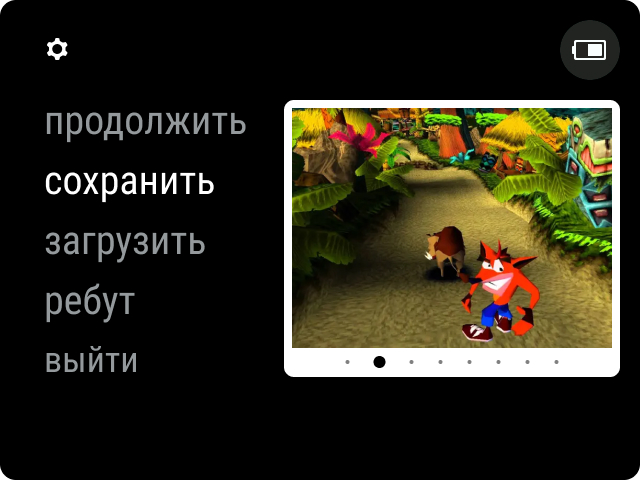 продолжить
сохранить
загрузить
ребут
выйти